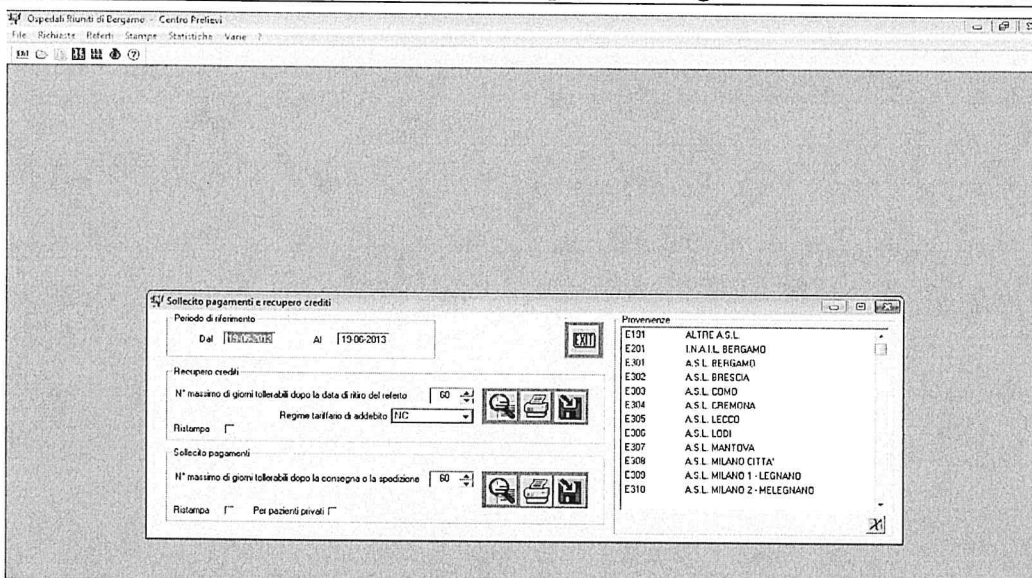 Ospedali Riuniti di Bergamo - Centro Prelievi
File Richieste Referti Stampe Statistiche Varie ?
Sollecito pagamenti e recupero crediti
Periodo di riferimento
Dal Al 19-06-2013
EXIT
Recupero crediti
N° massimo di giorni tollerabili dopo la data di ritiro del referto 60
Regime tariffario di addebito NC
Ristampa
Sollecito pagamenti
N° massimo di giorni tollerabili dopo la consegna o la spedizione 60
Ristampa Per pazienti privati
Provenienze
E191 ALTRE A.S.L.
E201 I.N.A.I.L. BERGAMO
E301 A.S.L. BERGAMO
E302 A.S.L. BRESCIA
E303 A.S.L. COMO
E304 A.S.L. CREMONA
E305 A.S.L. LECCO
E306 A.S.L. LODI
E307 A.S.L. MANTOVA
E308 A.S.L. MILANO CITTA'
E309 A.S.L. MILANO 1 - LEGNANO
E310 A.S.L. MILANO 2 - MELEGNANO